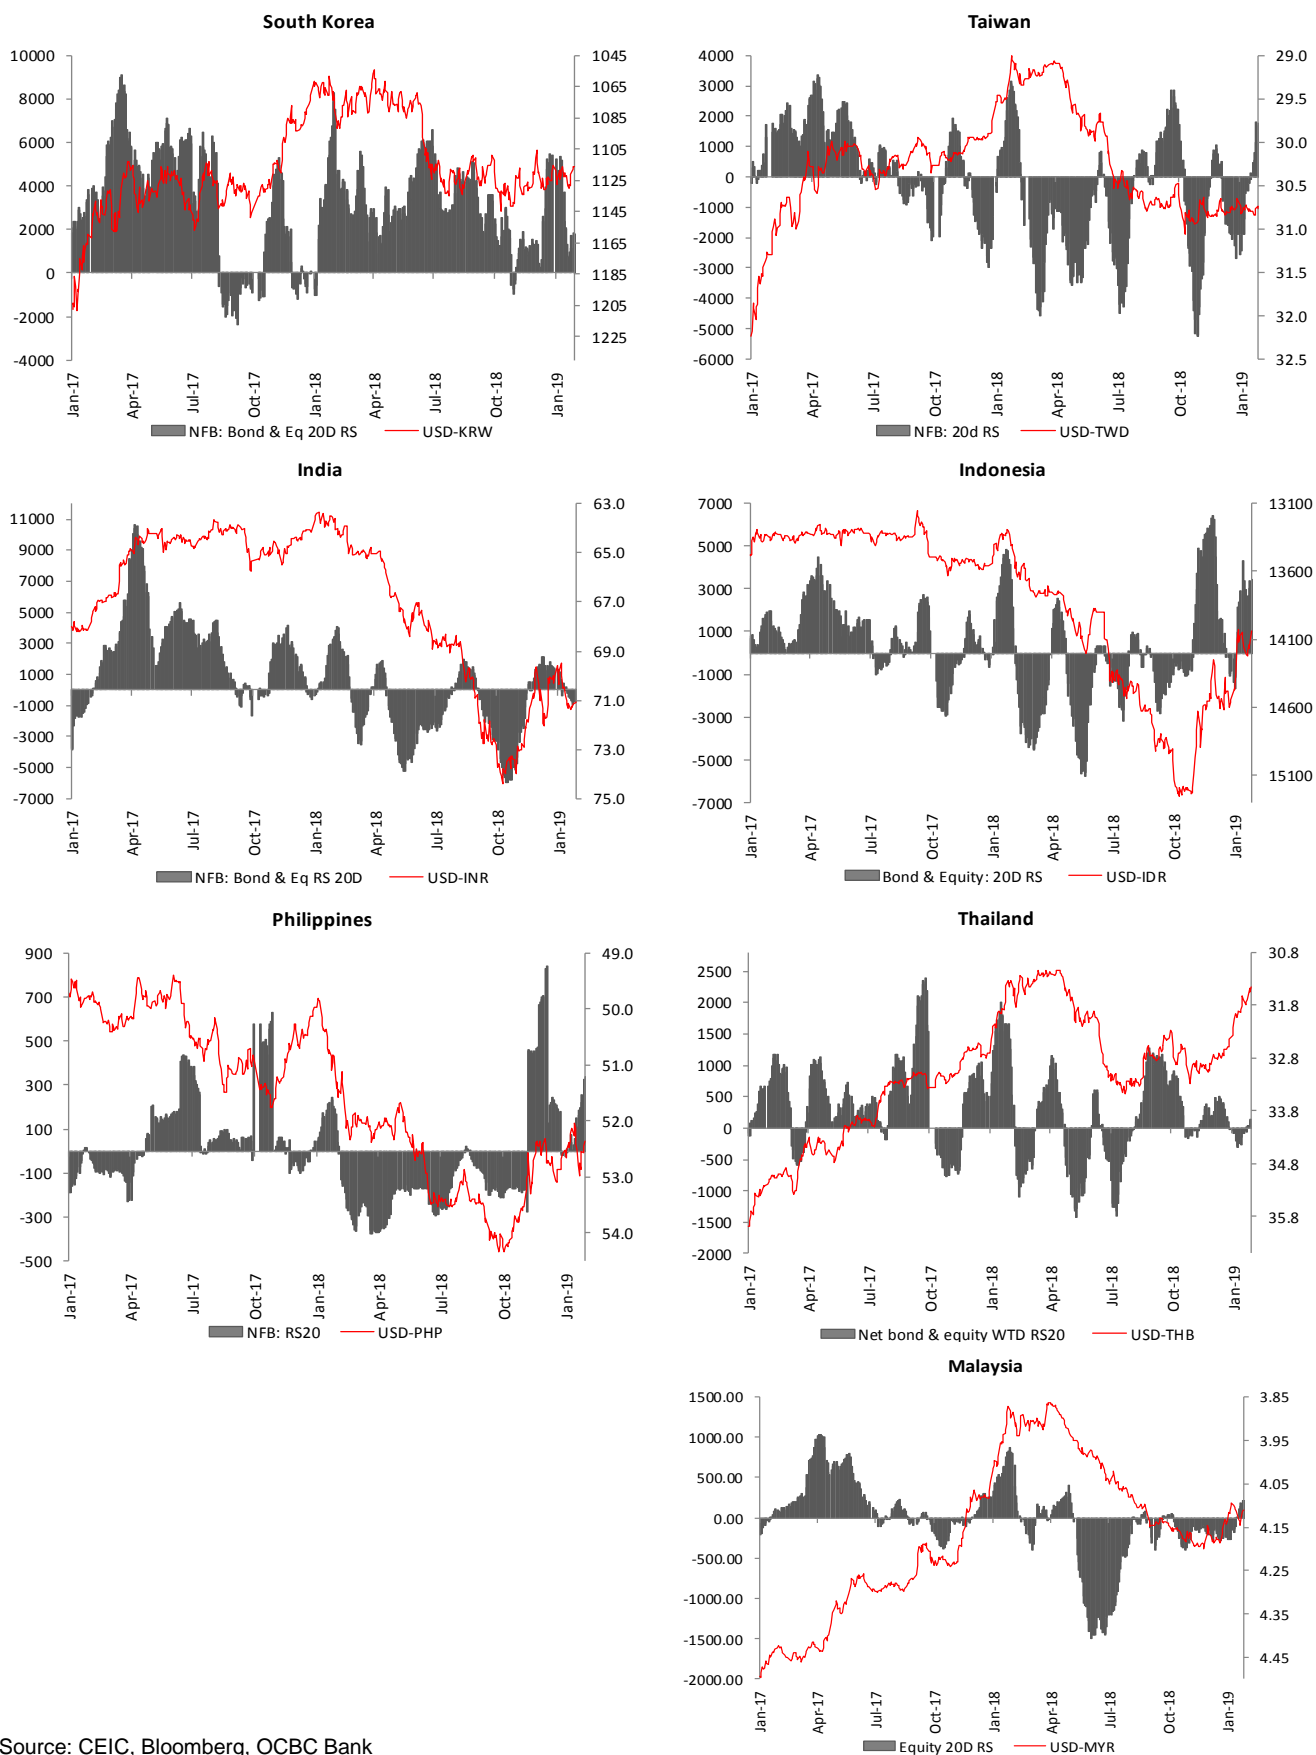 South Korea
10000
8000
6000
4000
2000
0
-2000
-4000
1045
1065
1085
1105
1125
1145
1165
1185
1205
1225
Jan-17
Apr-17
Jul-17
Oct-17
Jan-18
Apr-18
Jul-18
Oct-18
Jan-19
NFB: Bond & Eq 20D RS USD-KRW
Taiwan
4000
3000
2000
1000
0
-1000
-2000
-3000
-4000
-5000
-6000
29.0
29.5
30.0
30.5
31.0
31.5
32.0
32.5
Jan-17
Apr-17
Jul-17
Oct-17
Jan-18
Apr-18
Jul-18
Oct-18
Jan-19
NFB: 20d RS USD-TWD
India
11000
9000
7000
5000
3000
1000
-1000
-3000
-5000
-7000
63.0
65.0
67.0
69.0
71.0
73.0
75.0
Jan-17
Apr-17
Jul-17
Oct-17
Jan-18
Apr-18
Jul-18
Oct-18
Jan-19
NFB: Bond & Eq RS 20D USD-INR
Indonesia
7000
5000
3000
1000
-1000
-3000
-5000
-7000
13100
13600
14100
14600
15100
Jan-17
Apr-17
Jul-17
Oct-17
Jan-18
Apr-18
Jul-18
Oct-18
Jan-19
Bond & Equity: 20D RS USD-IDR
Philippines
900
700
500
300
100
-100
-300
-500
49.0
50.0
51.0
52.0
53.0
54.0
Jan-17
Apr-17
Jul-17
Oct-17
Jan-18
Apr-18
Jul-18
Oct-18
Jan-19
NFB: RS20 USD-PHP
Thailand
2500
2000
1500
1000
500
0
-500
-1000
-1500
-2000
30.8
31.8
32.8
33.8
34.8
35.8
Jan-17
Apr-17
Jul-17
Oct-17
Jan-18
Apr-18
Jul-18
Oct-18
Jan-19
Net bond & equity WTD RS20 USD-THB
Malaysia
1500.00
1000.00
500.00
0.00
-500.00
-1000.00
-1500.00
-2000.00
3.85
3.95
4.05
4.15
4.25
4.35
4.45
Jan-17
Apr-17
Jul-17
Oct-17
Jan-18
Apr-18
Jul-18
Oct-18
Jan-19
Equity 20D RS USD-MYR
Source: CEIC, Bloomberg, OCBC Bank